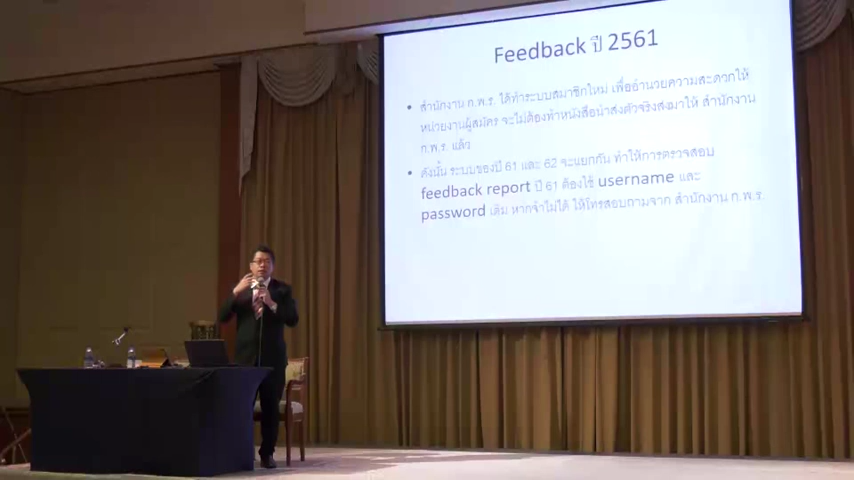 Feedback ปี 2561
• สำนักงาน ก.พ.ร. ได้ทำระบบสมาชิกใหม่ เพื่ออำนวยความสะดวกให้
หน่วยงานผู้สมัคร จะไม่ต้องทำหนังสือนำส่งตัวจริงส่งมาให้ สำนักงาน
ก.พ.ร. แล้ว
• ดังนั้น ระบบของปี 61 และ 62 จะแยกกัน ทำให้การตรวจสอบ
feedback report ปี 61 ต้องใช้ username และ
password เดิม หากจำไม่ได้ ให้โทรสอบถามจาก สำนักงาน ก.พ.ร.